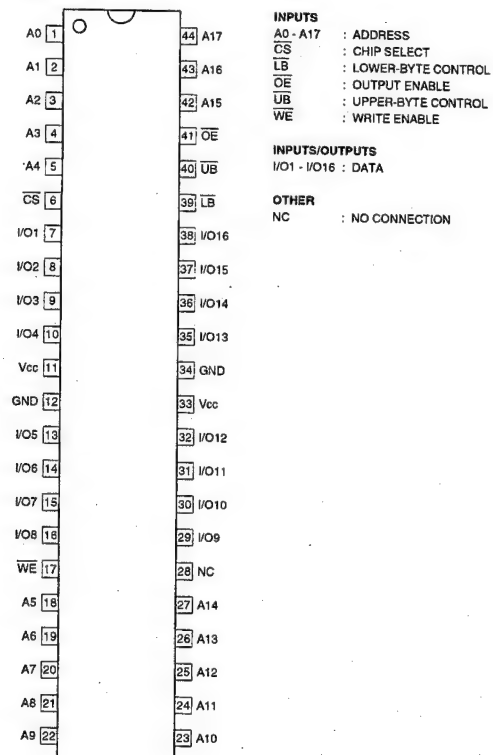 A0 1
44 A17
A1 2
43 A16
A2 3
42 A15
A3 4
41 OE
A4 5
40 UB
CS 6
39 LB
I/O1 7
38 I/O16
I/O2 8
37 I/O15
I/O3 9
36 I/O14
I/O4 10
35 I/O13
Vcc 11
34 GND
GND 12
33 Vcc
I/O5 13
32 I/O12
I/O6 14
31 I/O11
I/O7 15
30 I/O10
I/O8 16
29 I/O9
WE 17
28 NC
A5 18
27 A14
A6 19
26 A13
A7 20
25 A12
A8 21
24 A11
A9 22
23 A10
INPUTS
A0 - A17 : ADDRESS
CS : CHIP SELECT
LB : LOWER-BYTE CONTROL
OE : OUTPUT ENABLE
UB : UPPER-BYTE CONTROL
WE : WRITE ENABLE
INPUTS/OUTPUTS
I/O1 - I/O16 : DATA
OTHER
NC : NO CONNECTION